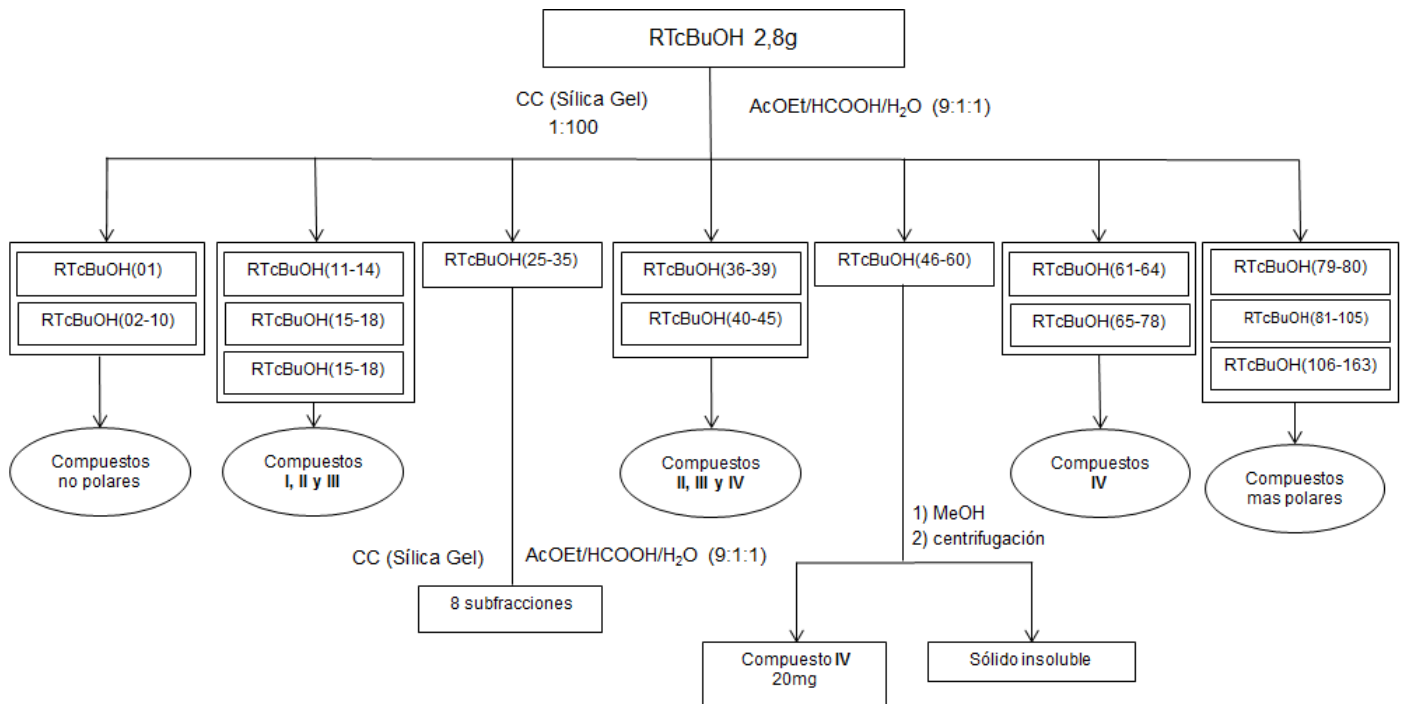 RTcBuOH 2,8g
CC (Sílica Gel)
1:100
AcOEt/HCOOH/H₂O (9:1:1)
RTcBuOH(01)
RTcBuOH(02-10)
RTcBuOH(11-14)
RTcBuOH(15-18)
RTcBuOH(15-18)
RTcBuOH(25-35)
RTcBuOH(36-39)
RTcBuOH(40-45)
RTcBuOH(46-60)
RTcBuOH(61-64)
RTcBuOH(65-78)
RTcBuOH(79-80)
RTcBuOH(81-105)
RTcBuOH(106-163)
Compuestos
no polares
Compuestos
I, II y III
Compuestos
II, III y IV
Compuestos
IV
Compuestos
mas polares
1) MeOH
2) centrifugación
CC (Sílica Gel)
AcOEt/HCOOH/H₂O (9:1:1)
8 subfracciones
Compuesto IV
20mg
Sólido insoluble